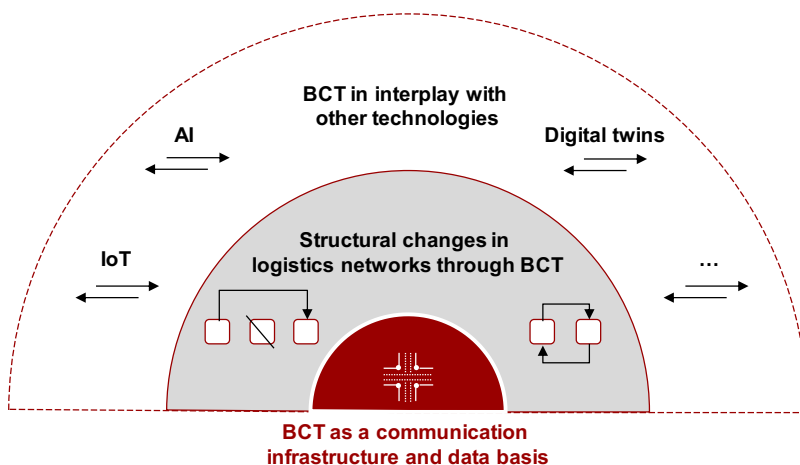 BCT in interplay with
other technologies
AI
Digital twins
IoT
...
Structural changes in
logistics networks through BCT
BCT as a communication
infrastructure and data basis